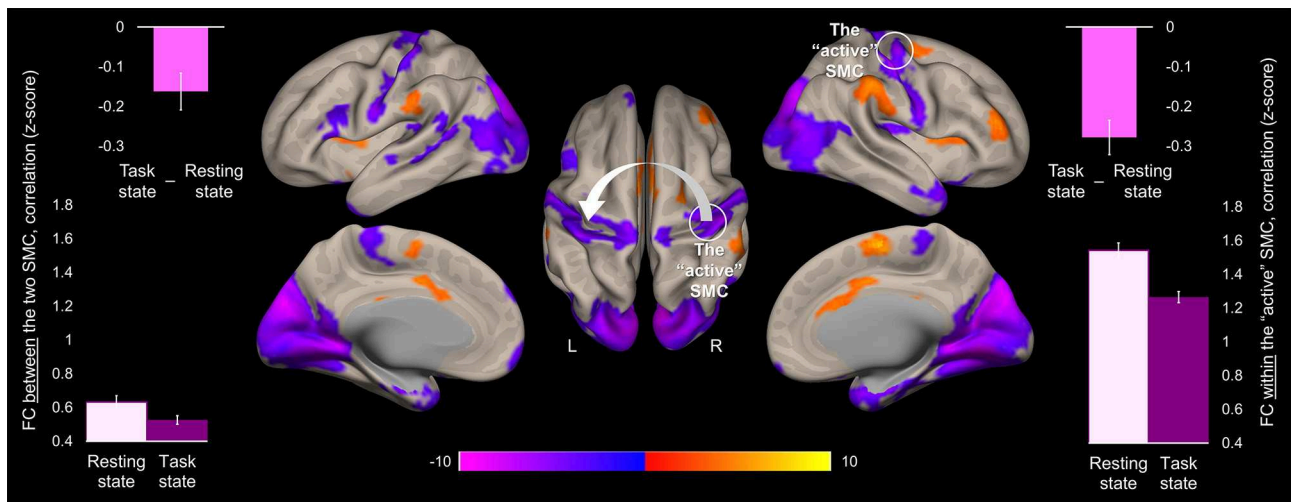 0
-0.1
-0.2
-0.3
Task _ Resting
state state
FC between the two SMC, correlation (z-score)
1.8
1.6
1.4
1.2
1
0.8
0.6
0.4
Resting Task
state state
The
“active”
SMC
The
“active”
SMC
L R
-10 10
0
-0.1
-0.2
-0.3
Task _ Resting
state state
FC within the “active” SMC, correlation (z-score)
1.8
1.6
1.4
1.2
1
0.8
0.6
0.4
Resting Task
state state